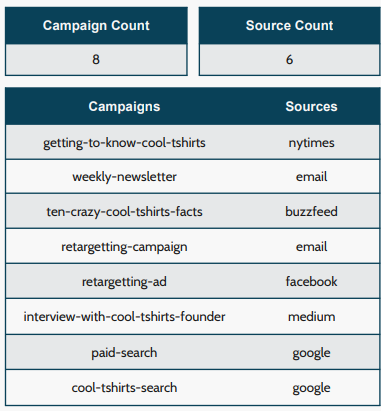 Campaign Count Source Count
8 6
Campaigns Sources
getting-to-know-cool-tshirts nytimes
weekly-newsletter email
ten-crazy-cool-tshirts-facts buzzfeed
retargetting-campaign email
retargetting-ad facebook
interview-with-cool-tshirts-founder medium
paid-search google
cool-tshirts-search google